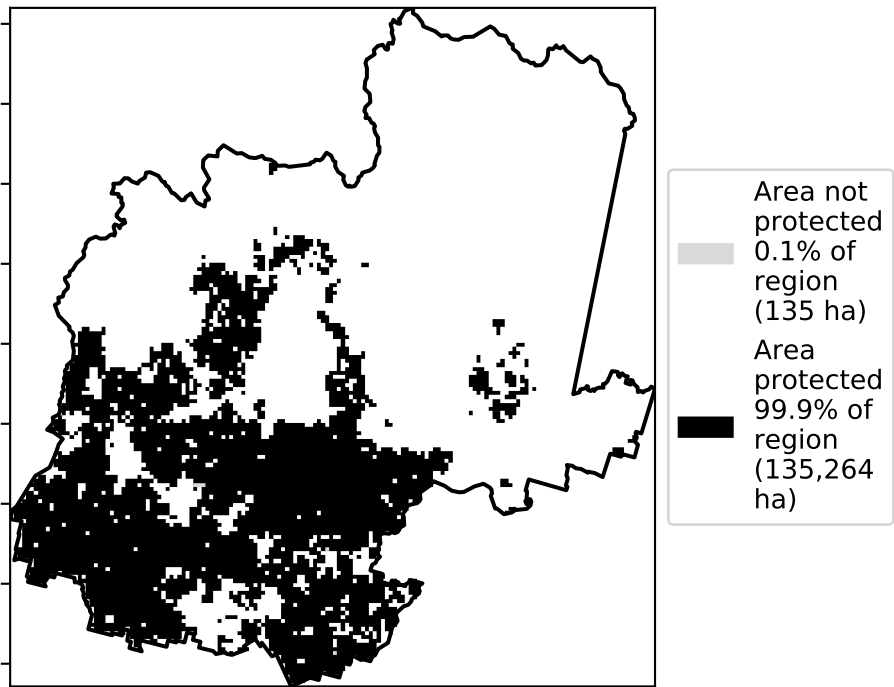 Area not
protected
0.1% of
region
(135 ha)
Area
protected
99.9% of
region
(135,264
ha)